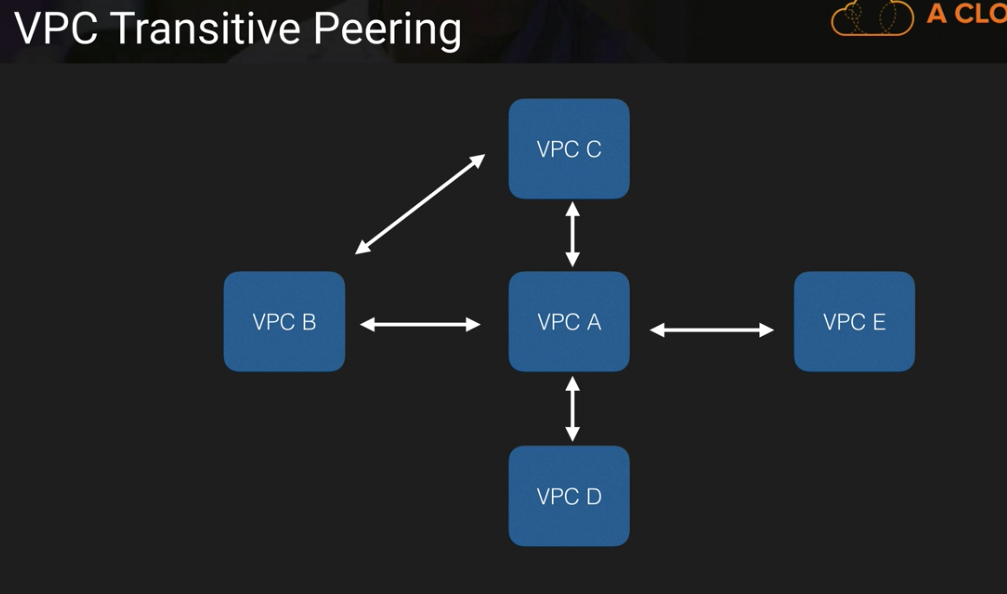 VPC Transitive Peering
A CLO
VPC C
VPC B
VPC A
VPC E
VPC D